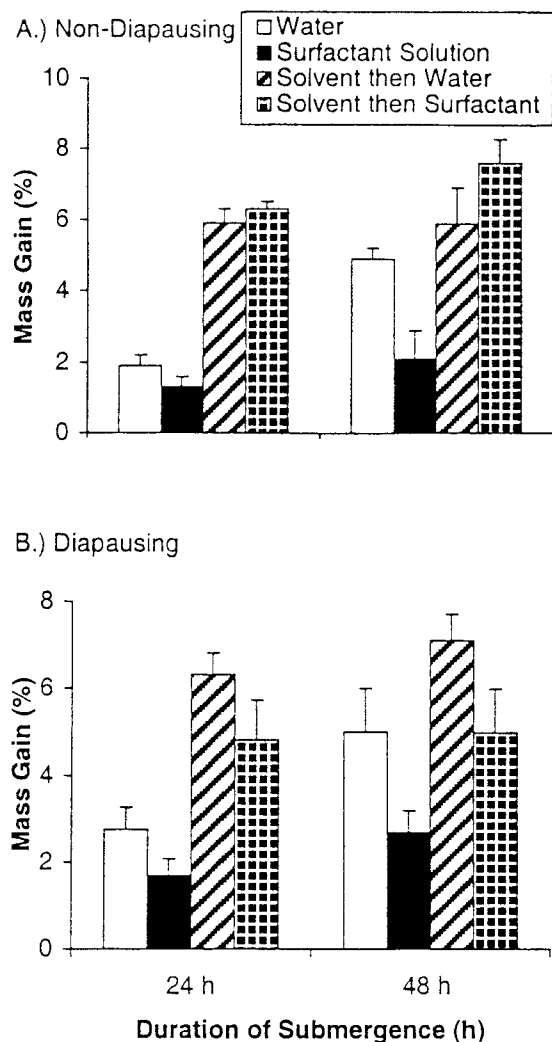 A.) Non-Diapausing
Water
Surfactant Solution
Solvent then Water
Solvent then Surfactant
10
8
6
4
2
0
Mass Gain (%)
B.) Diapausing
8
6
4
2
0
Mass Gain (%)
24 h
48 h
Duration of Submergence (h)